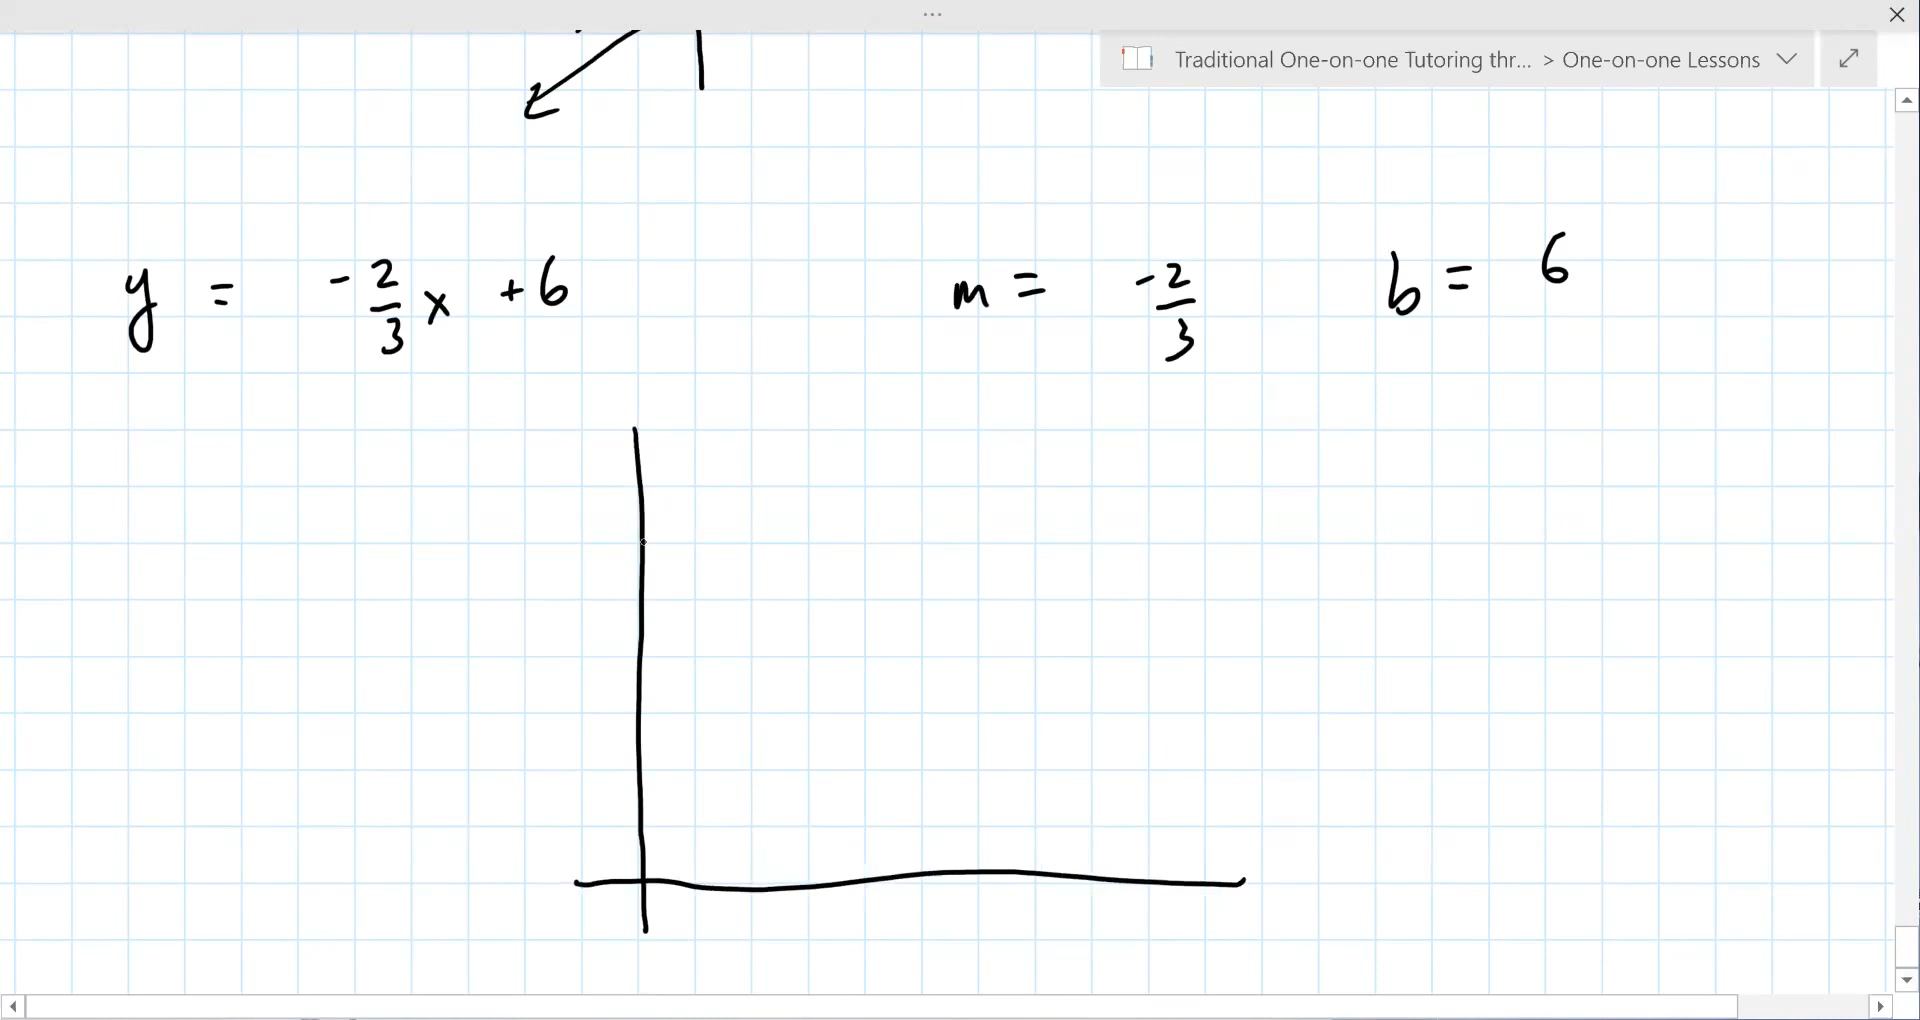 Traditional One-on-one Tutoring thr... > One-on-one Lessons
y = -2/3 x +6 m = -2/3 b = 6